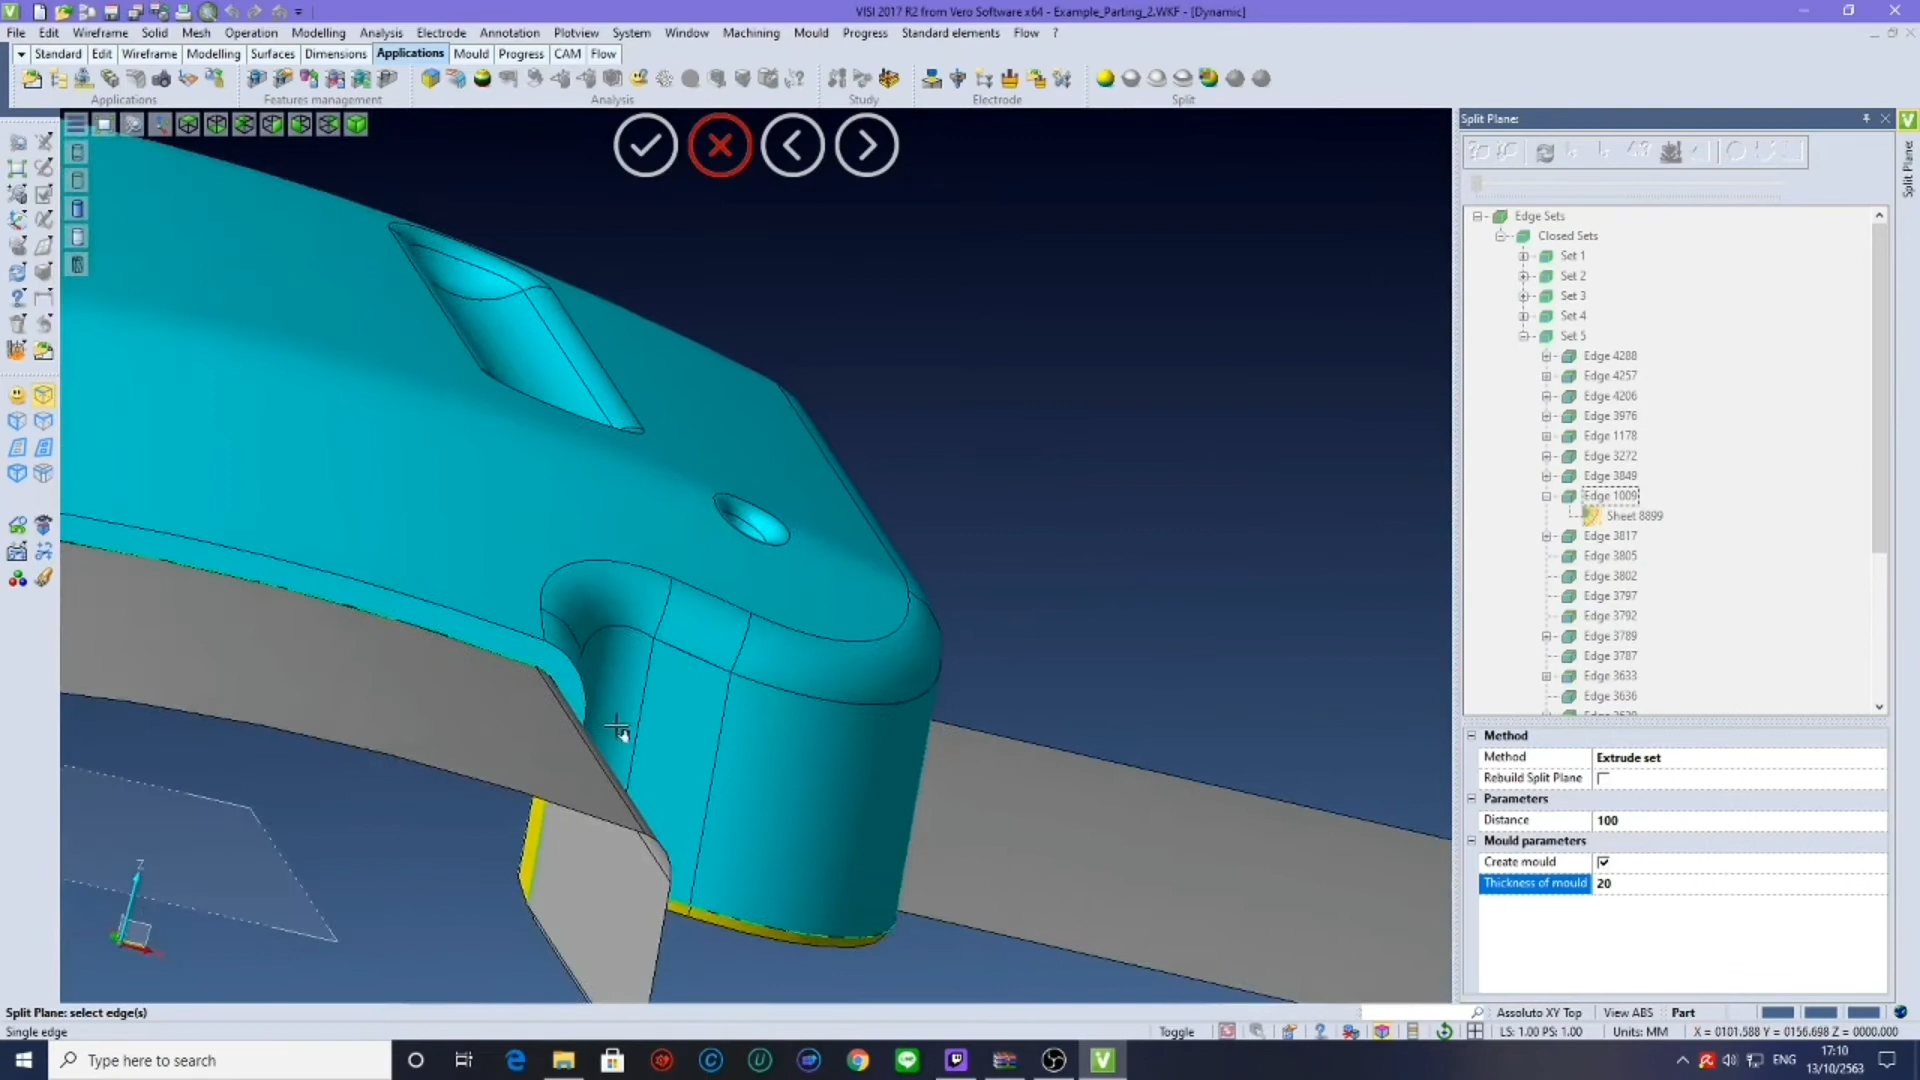 VISI 2017 R2 from Vero Software x64 - Example_Parting_2.WKF - [Dynamic]
File Edit Wireframe Solid Mesh Operation Modelling Analysis Electrode Annotation Plotview System Window Machining Mould Progress Standard elements Flow ?
Standard Edit Wireframe Modelling Surfaces Dimensions Applications Mould Progress CAM Flow
Applications Features management Analysis Study Electrode Split
Split Plane:
Split Plane:
Edge Sets
Closed Sets
Set 1
Set 2
Set 3
Set 4
Set 5
Edge 4288
Edge 4257
Edge 4206
Edge 3976
Edge 1178
Edge 3272
Edge 3849
Edge 1009
Sheet 8899
Edge 3817
Edge 3805
Edge 3802
Edge 3797
Edge 3792
Edge 3789
Edge 3787
Edge 3633
Edge 3636
Method
Method Extrude set
Rebuild Split Plane
Parameters
Distance 100
Mould parameters
Create mould
Thickness of mould 20
Z
Split Plane: select edge(s)
Assoluto XY Top View ABS Part
Single edge
Toggle LS: 1.00 PS: 1.00 Units: MM X = 0101.588 Y = 0156.698 Z = 0000.000
Type here to search
ENG
17:10
13/10/2563